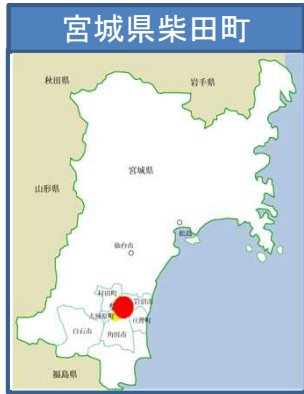 宮城県柴田町
秋田県
岩手県
宮城県
山形県
松島
仙台市
村田町
岩沼市
大河原町
亘理町
白石市
角田市
福島県